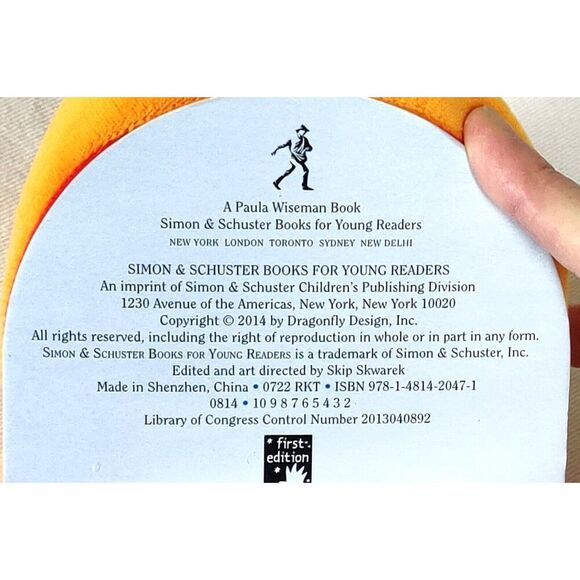 A Paula Wiseman Book
Simon & Schuster Books for Young Readers
NEW YORK LONDON TORONTO SYDNEY NEW DELHI
SIMON & SCHUSTER BOOKS FOR YOUNG READERS
An imprint of Simon & Schuster Children's Publishing Division
1230 Avenue of the Americas, New York, New York 10020
Copyright © 2014 by Dragonfly Design, Inc.
All rights reserved, including the right of reproduction in whole or in part in any form.
SIMON & SCHUSTER BOOKS FOR YOUNG READERS is a trademark of Simon & Schuster, Inc.
Edited and art directed by Skip Skwarek
Made in Shenzhen, China • 0722 RKT • ISBN 978-1-4814-2047-1
0814 • 10 9 8 7 6 5 4 3 2
Library of Congress Control Number 2013040892
first
edition